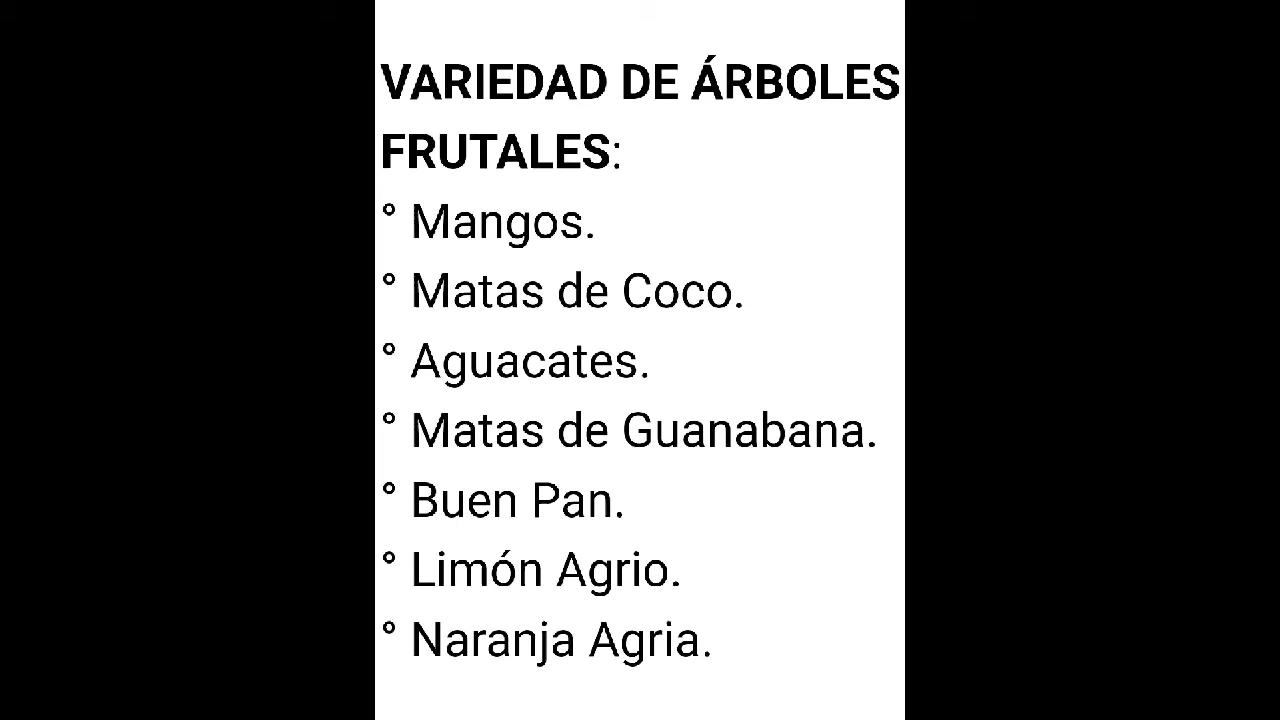 VARIEDAD DE ÁRBOLES
FRUTALES:
° Mangos.
° Matas de Coco.
° Aguacates.
° Matas de Guanabana.
° Buen Pan.
° Limón Agrio.
° Naranja Agria.